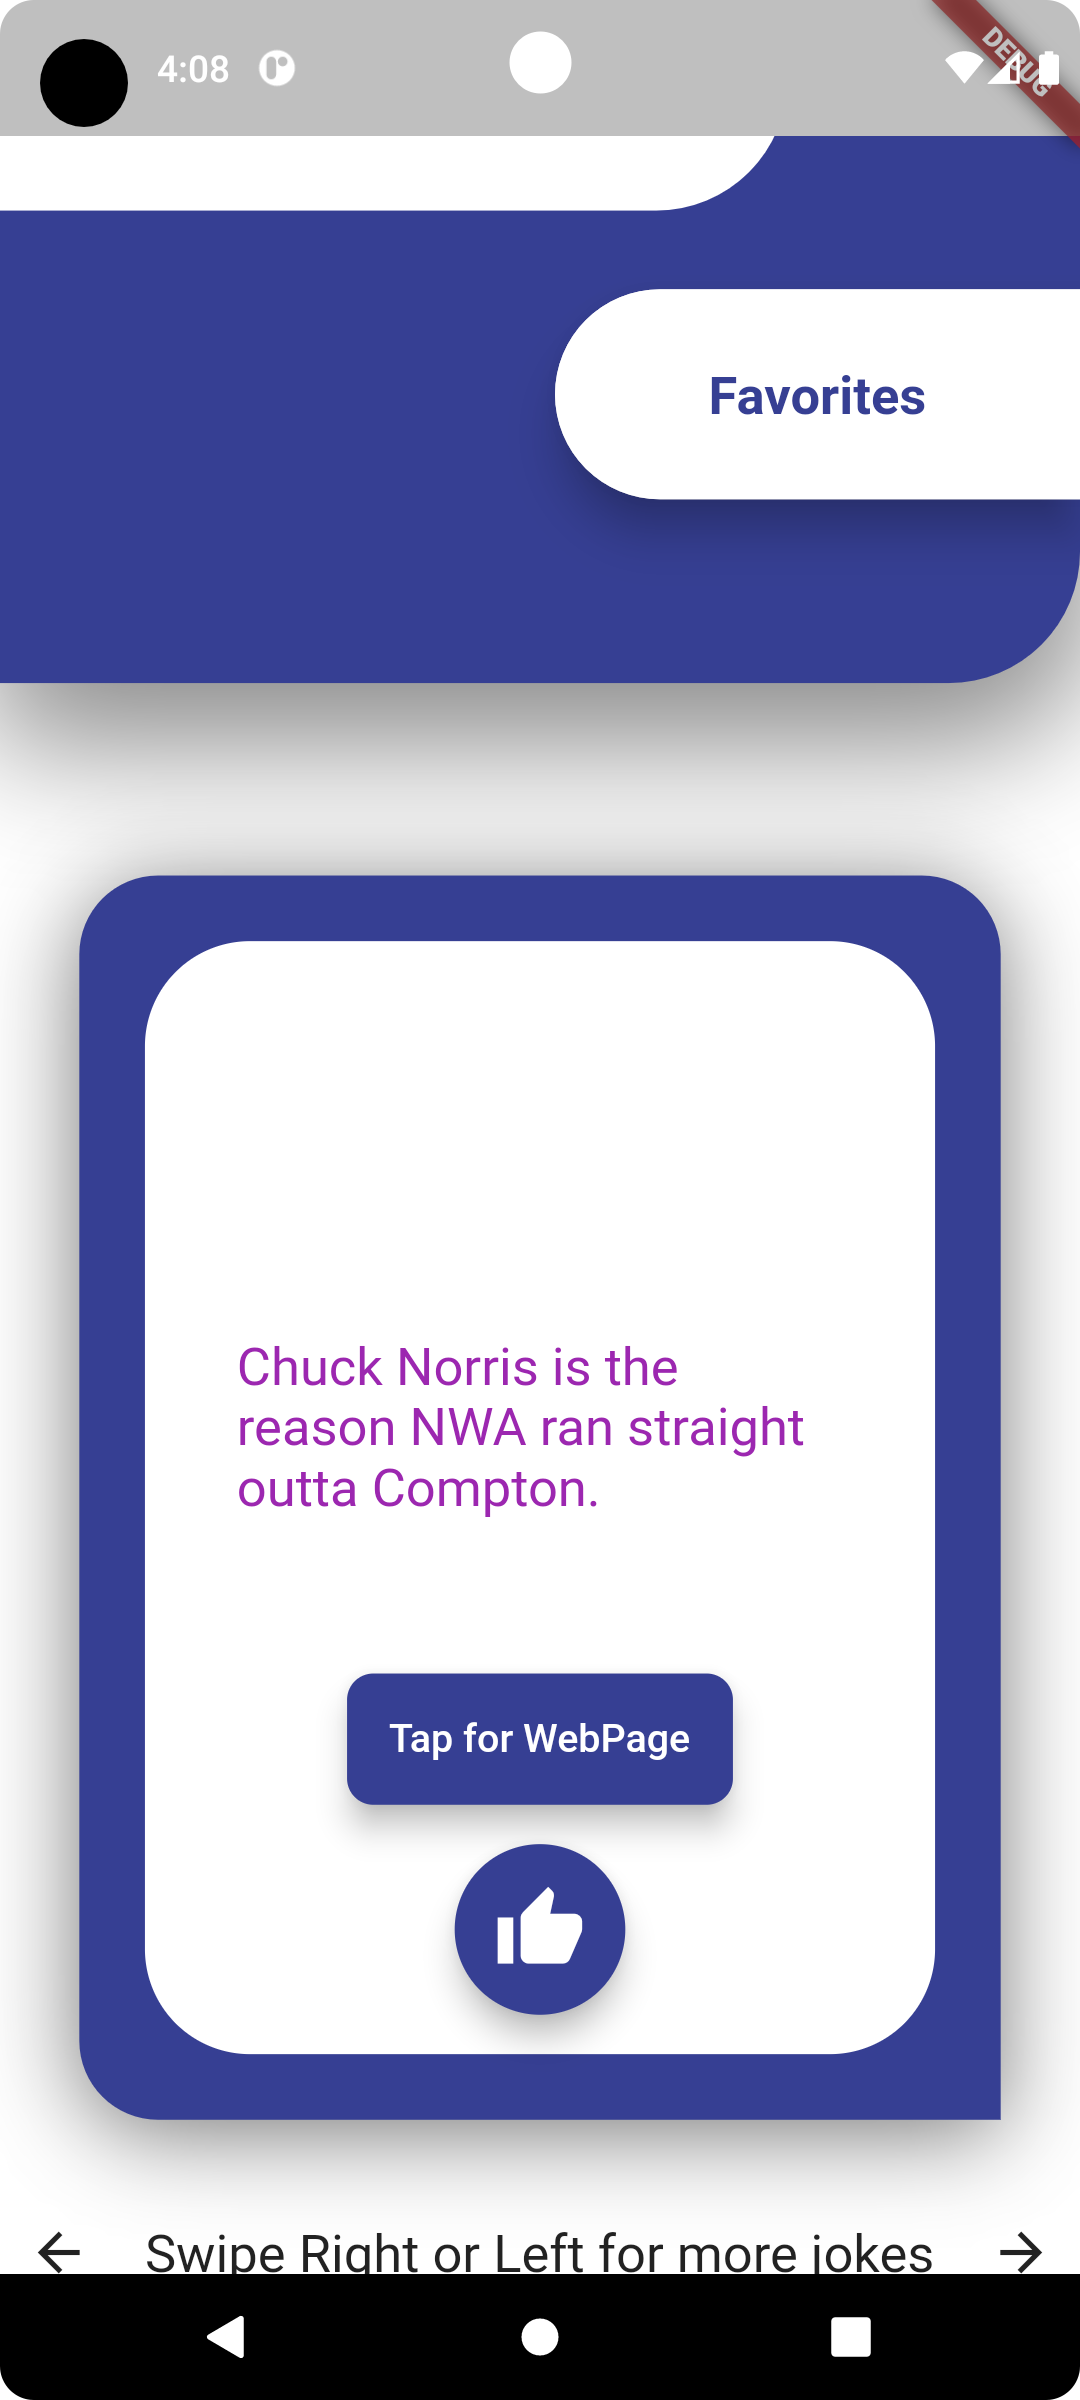 4:08
DEBUG
Favorites
Chuck Norris is the
reason NWA ran straight
outta Compton.
Tap for WebPage
Swipe Right or Left for more jokes